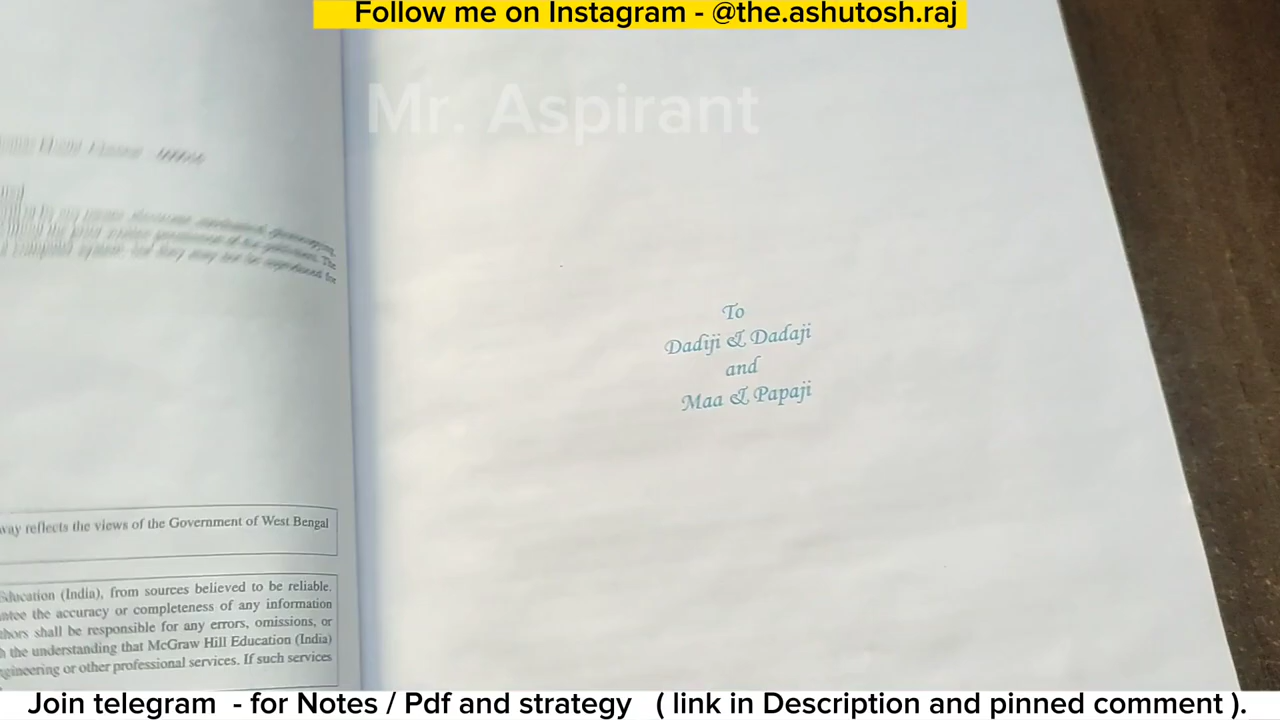 Follow me on Instagram - @the.ashutosh.raj
Mr. Aspirant
way reflects the views of the Government of West Bengal
Education (India), from sources believed to be reliable.
the accuracy or completeness of any information
shall be responsible for any errors, omissions, or
the understanding that McGraw Hill Education (India)
or other professional services. If such services
To
Dadiji & Dadaji
and
Maa & Papaji
Join telegram - for Notes / Pdf and strategy ( link in Description and pinned comment ).